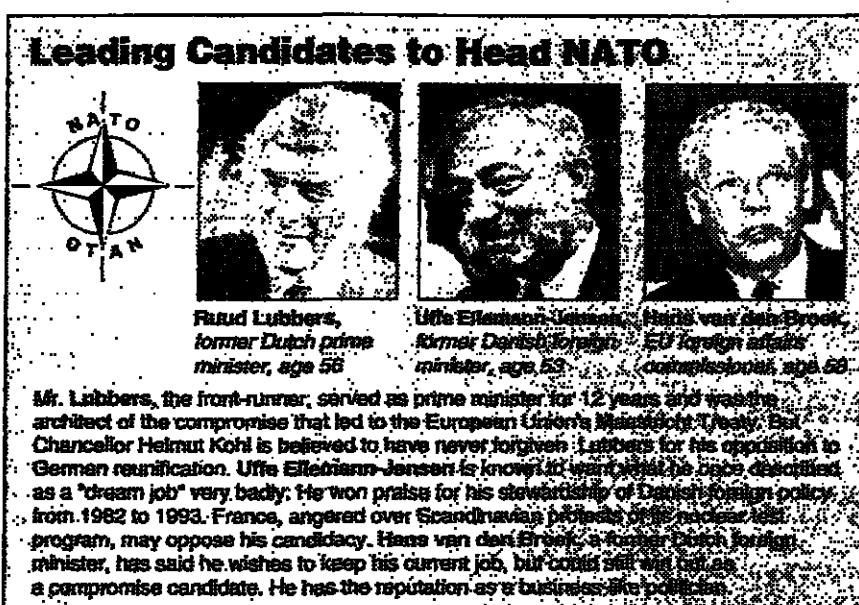 Leading Candidates to Head NATO
NATO
OTAN
Ruud Lubbers,
former Dutch prime
minister, age 56
Uffe Ellemann-Jensen,
former Danish foreign
minister, age 53
Hans van den Broek,
EU foreign affairs
commissioner, age 58
Mr. Lubbers, the front-runner, served as prime minister for 12 years and was the
architect of the compromise that led to the European Union's Maastricht Treaty. But
Chancellor Helmut Kohl is believed to have never forgiven Lubbers for his opposition to
German reunification. Uffe Ellemann-Jensen is known to want what he once described
as a "dream job" very badly. He won praise for his stewardship of Danish foreign policy
from 1982 to 1993. France, angered over Scandinavian protests of its nuclear test
program, may oppose his candidacy. Hans van den Broek, a former Dutch foreign
minister, has said he wishes to keep his current job, but could still win out as
a compromise candidate. He has the reputation as a business-like politician.